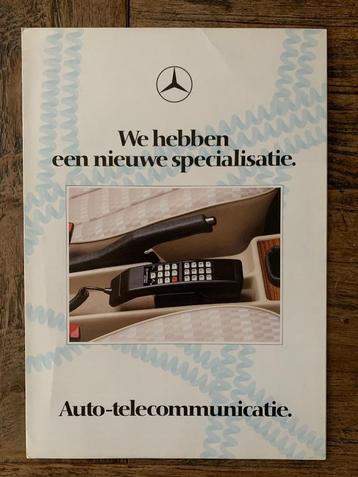 We hebben
een nieuwe specialisatie.
Auto-telecommunicatie.